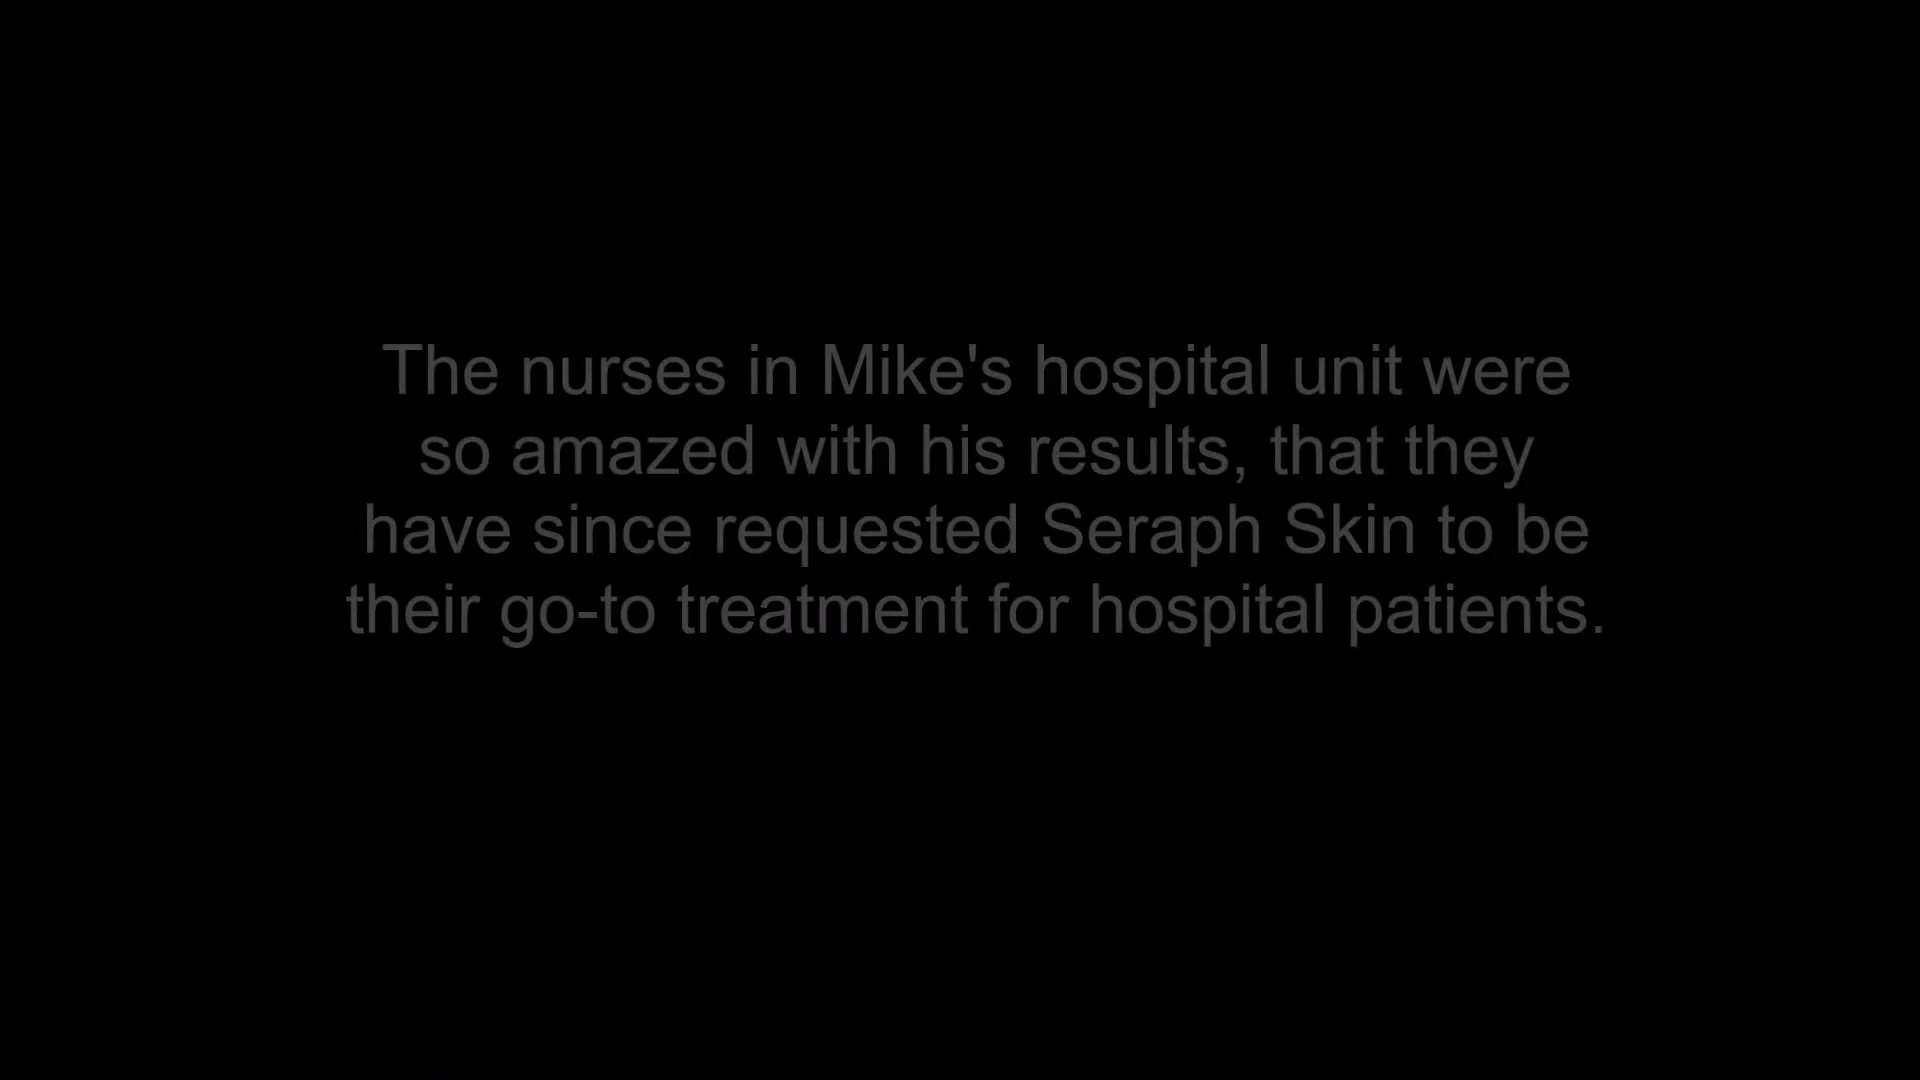 The nurses in Mike's hospital unit were
so amazed with his results, that they
have since requested Seraph Skin to be
their go-to treatment for hospital patients.